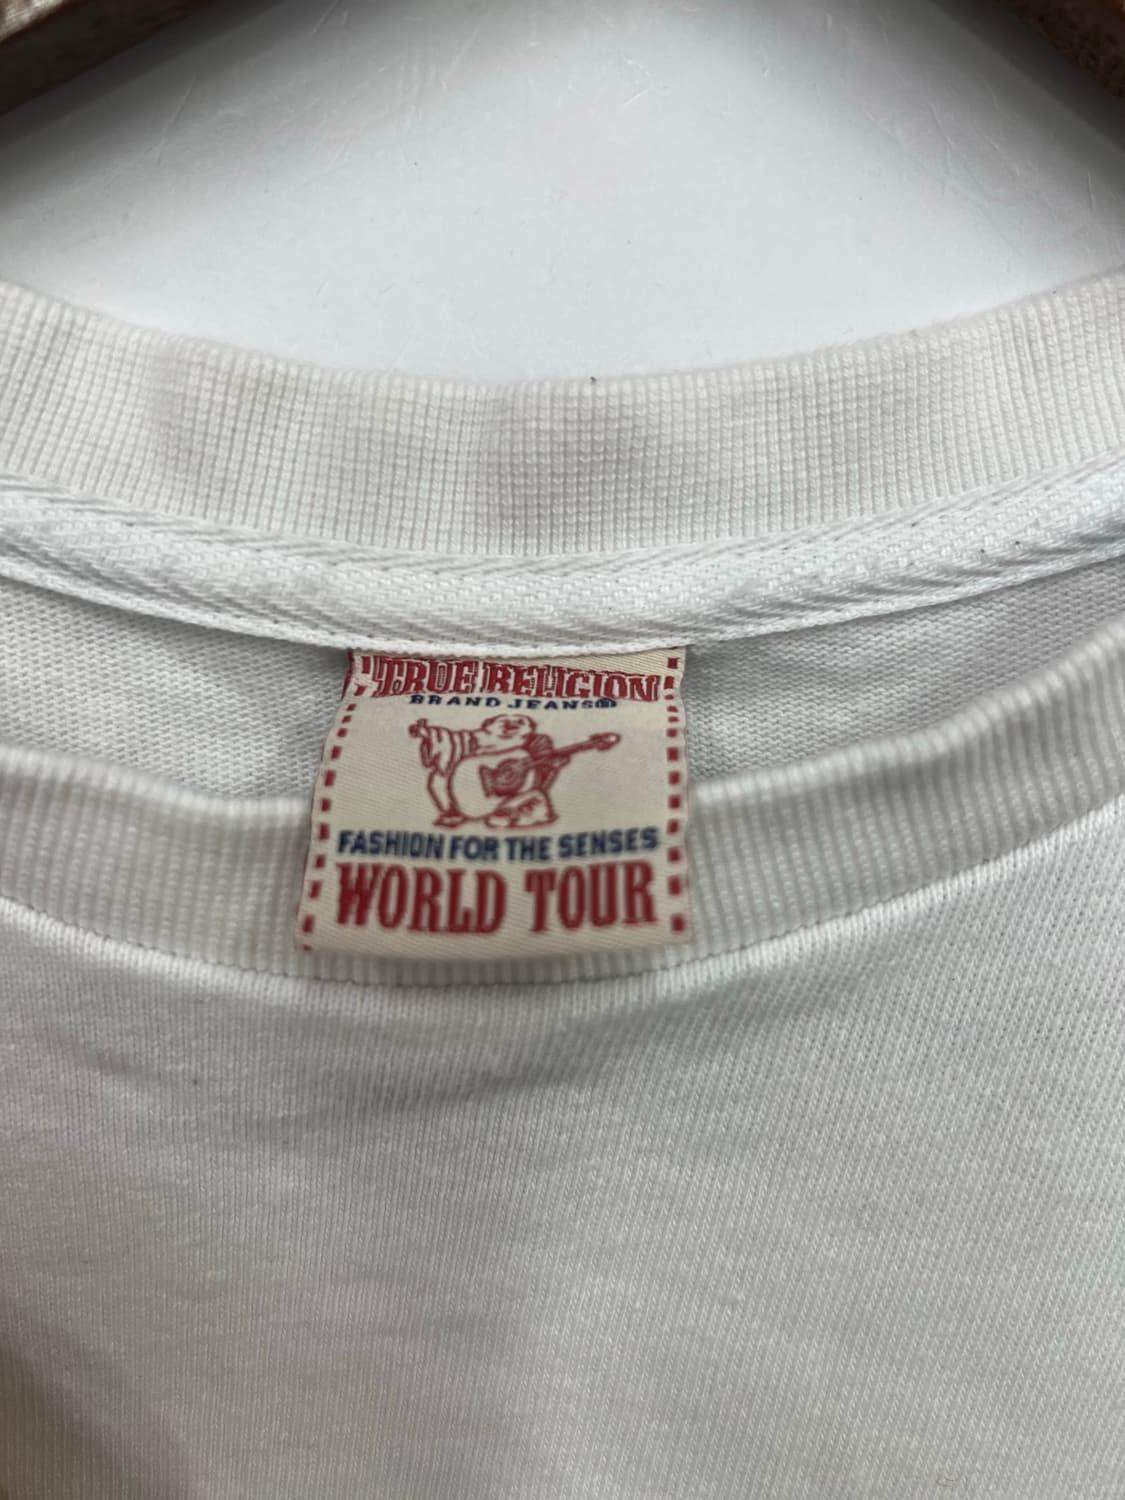 TRUE RELIGION
BRAND JEANS®
FASHION FOR THE SENSES
WORLD TOUR